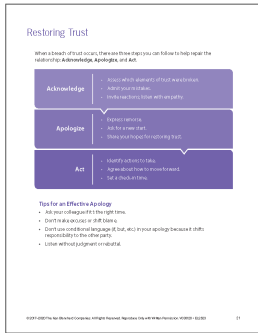 Restoring Trust
When a breach of trust occurs, there are three steps you can follow to help repair the
relationship: Acknowledge, Apologize, and Act.
Acknowledge
• Assess which elements of trust were broken.
• Admit your mistakes.
• Invite reactions; listen with empathy.
Apologize
• Express remorse.
• Ask for a new start.
• Share your hopes for restoring trust.
Act
• Identify actions to take.
• Agree about how to move forward.
• Set a check-in time.
Tips for an Effective Apology
• Ask your colleague if it's the right time.
• Don't make excuses or shift blame.
• Don't use conditional language (if, but, etc.) in your apology because it shifts
responsibility to the other party.
• Listen without judgment or rebuttal.